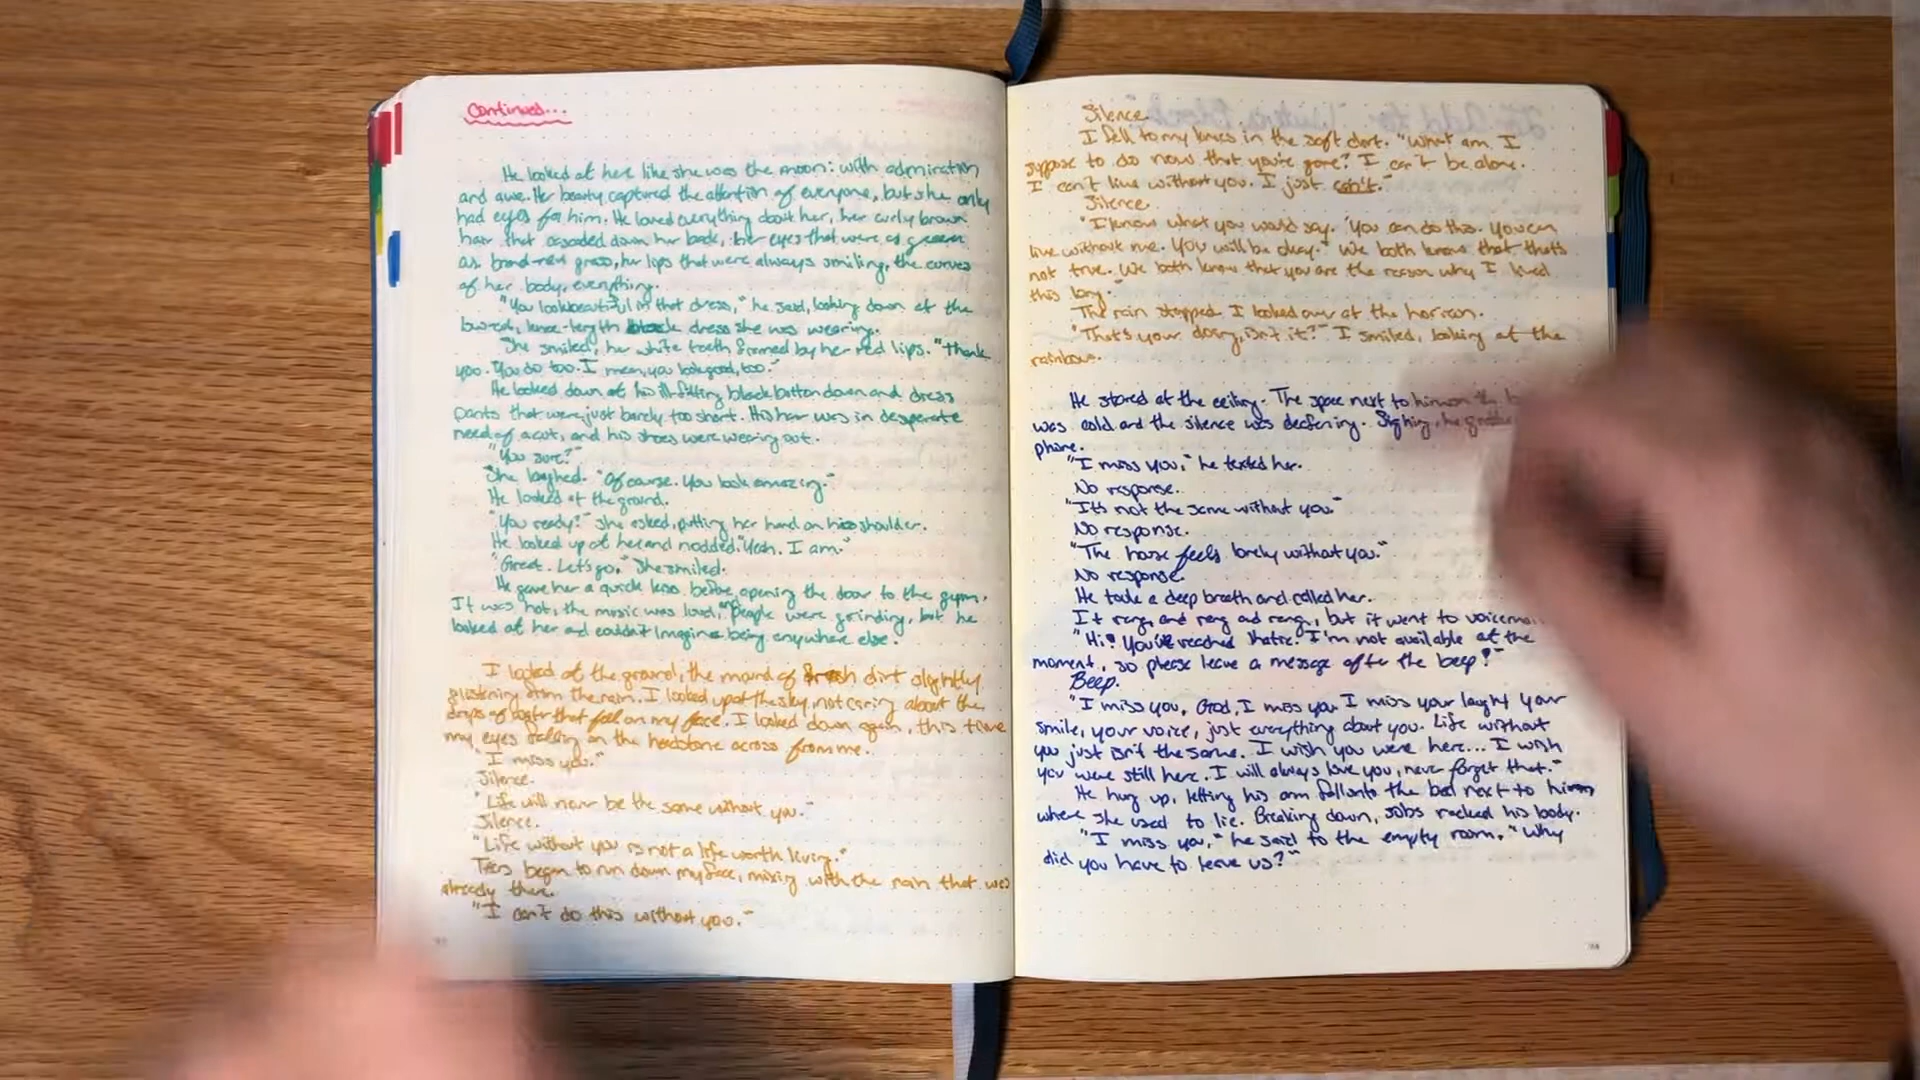 Continued...
He looked at her like she was the moon: with admiration
and awe. Her beauty captured the attention of everyone, but she only
had eyes for him. He loved everything about her, her curly brown
hair that cascaded down her back, her eyes that were as green
as brand-new grass, her lips that were always smiling, the curves
of her body, everything.
"You look beautiful in that dress," he said, looking down at the
knee-length black dress she was wearing.
She smiled, her white teeth framed by her red lips. "Thank
you. You do too. I mean, you look good, too."
He looked down at his ill-fitting black button down and dress
pants that were just barely too short. His hair was in desperate
need of a cut, and his shoes were wearing out.
"You sure?"
She laughed. "Of course. You look amazing."
He looked at the ground.
"You ready?" she asked, putting her hand on his shoulder.
He looked up at her and nodded. "Yeah. I am."
"Great. Let's go," she smiled.
He gave her a quick kiss before opening the door to the gym.
It was hot, the music was loud, and people were grinding, but he
looked at her and couldn't imagine being anywhere else.
I looked at the ground, the mound of fresh dirt slightly
glistening from the rain. I looked up at the sky, not caring about the
drops of water that fell on my face. I looked down again, this time
my eyes falling on the headstone across from me.
"I miss you."
Silence.
"Life will never be the same without you."
Silence.
"Life without you is not a life worth living."
Tears began to run down my face, mixing with the rain that was
already there.
"I can't do this without you."
Silence.
I fell to my knees in the soft dirt. "What am I
suppose to do now that you're gone? I can't be alone.
I can't live without you. I just can't."
Silence.
"I know what you would say. 'You can do this. You can
live without me. You will be okay.' We both know that that's
not true. We both know that you are the reason why I lived
this long."
The rain stopped. I looked over at the horizon.
"That's your doing, isn't it?" I smiled, looking at the
rainbow.
He stared at the ceiling. The space next to him on the
was cold and the silence was deafening. Sighing, he
phone.
"I miss you," he texted her.
No response.
"It's not the same without you."
No response.
"The house feels lonely without you."
No response.
He took a deep breath and called her.
It rang and rang and rang, but it went to
"Hi! You've reached I'm not available at the
moment, so please leave a message after the beep!"
Beep.
"I miss you, God, I miss you. I miss your laugh, your
smile, your voice, just everything about you. Life without
you just isn't the same. I wish you were here... I wish
you were still here. I will always love you, never forget that."
He hung up, letting his arm fall onto the bed next to him
where she used to lie. Breaking down, sobs racked his body.
"I miss you," he said to the empty room. "Why
did you have to leave us?"